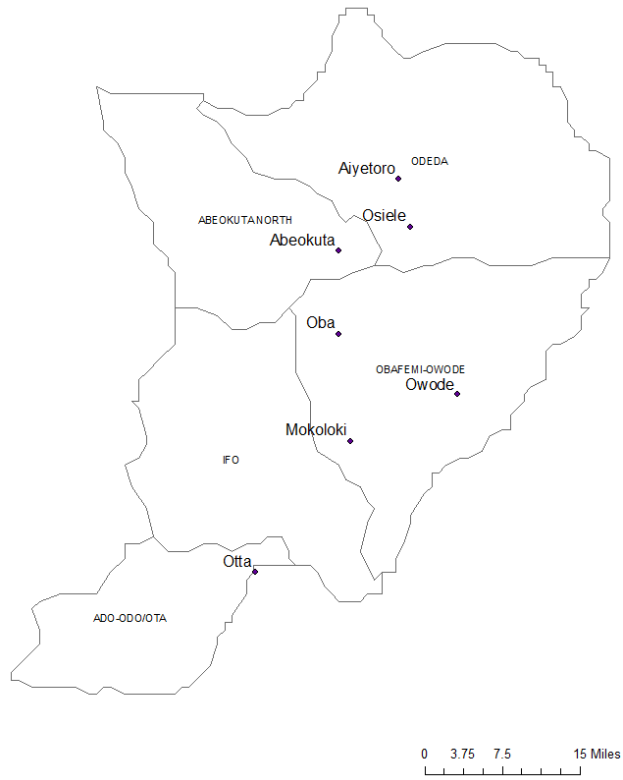 Aiyetoro
ODEDA
Osiele
ABEOKUTA NORTH
Abeokuta
Oba
OBAFEMI-OWODE
Owode
Mokoloki
IFO
Otta
ADO-ODO/OTA
0 3.75 7.5 15 Miles